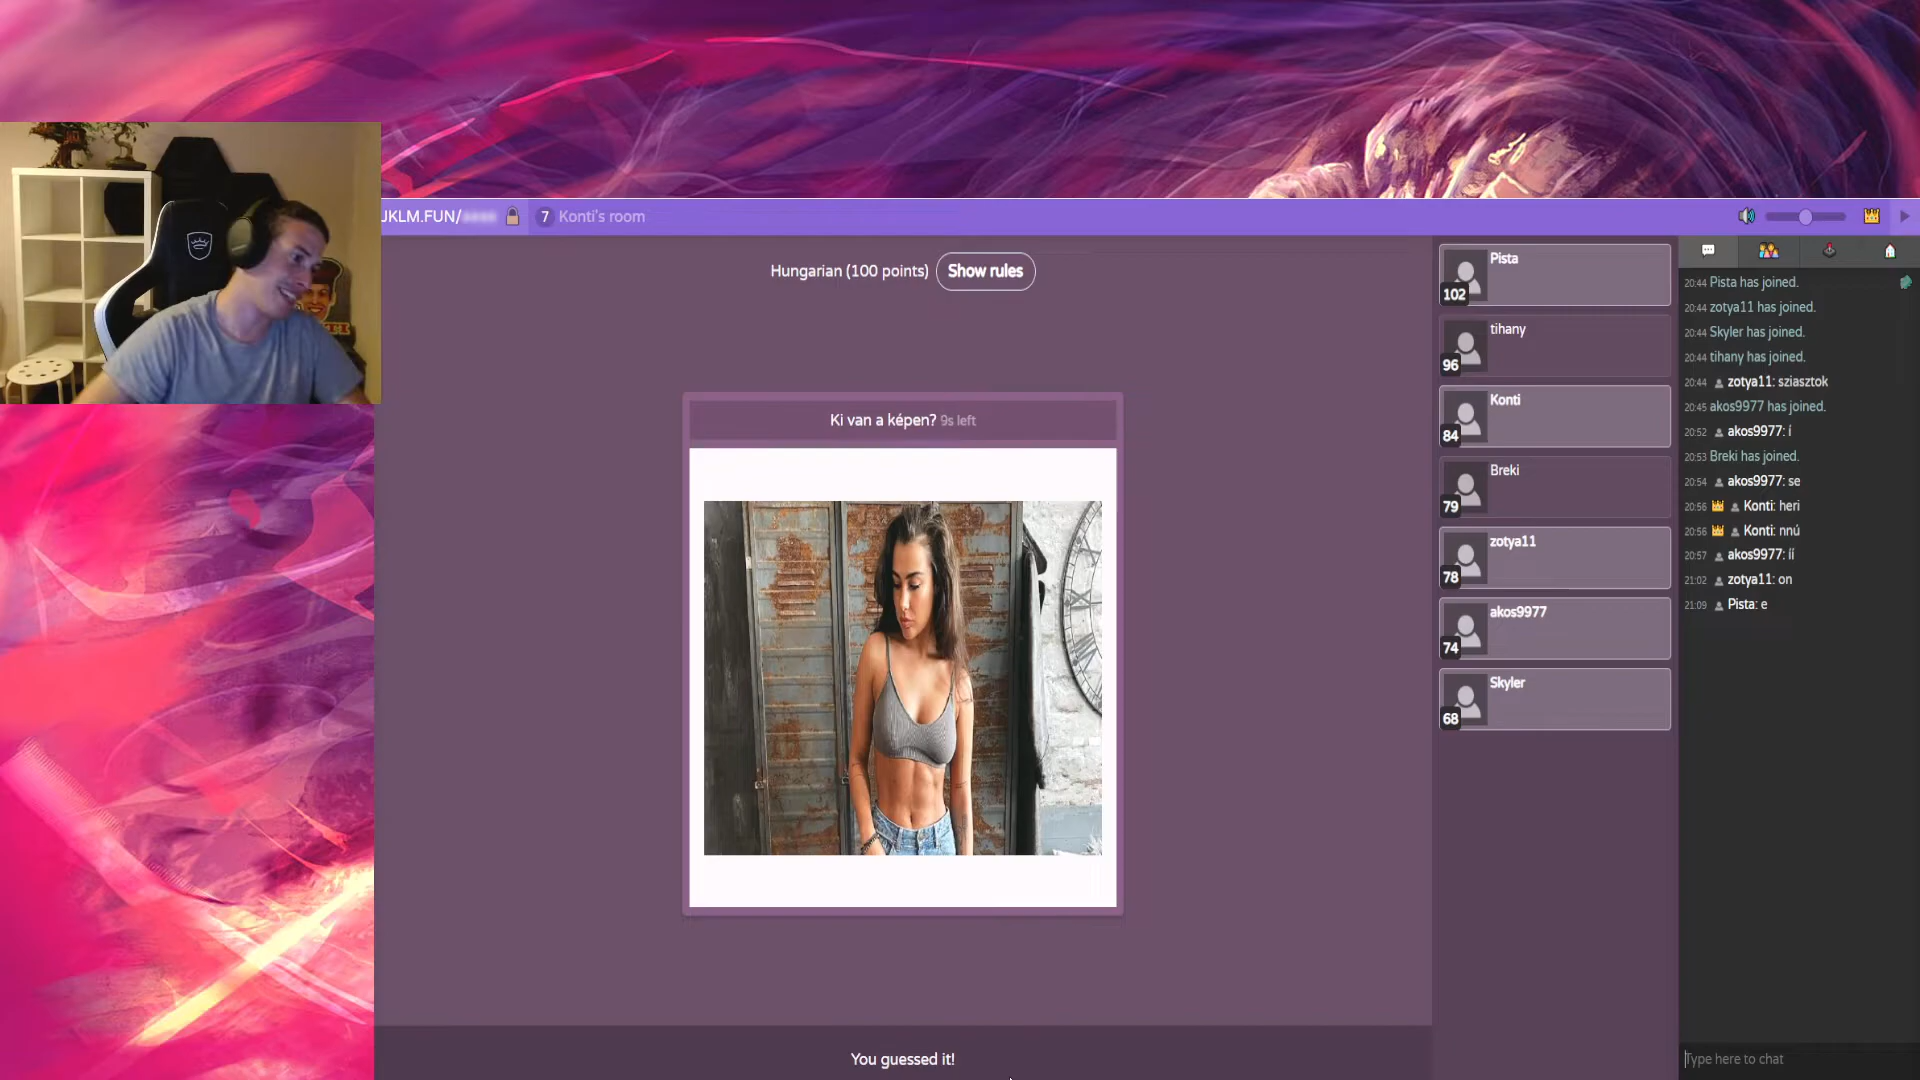 JKLM.FUN/
7 Konti's room
Hungarian (100 points) Show rules
Ki van a képen? 9s left
You guessed it!
Pista
102
tihany
96
Konti
84
Breki
79
zotya11
78
akos9977
74
Skyler
68
20:44 Pista has joined.
20:44 zotya11 has joined.
20:44 Skyler has joined.
20:44 tihany has joined.
20:44 zotya11: sziasztok
20:45 akos9977 has joined.
20:52 akos9977: í
20:53 Breki has joined.
20:54 akos9977: se
20:56 Konti: heri
20:56 Konti: nnú
20:57 akos9977: íí
21:02 zotya11: on
21:09 Pista: e
Type here to chat